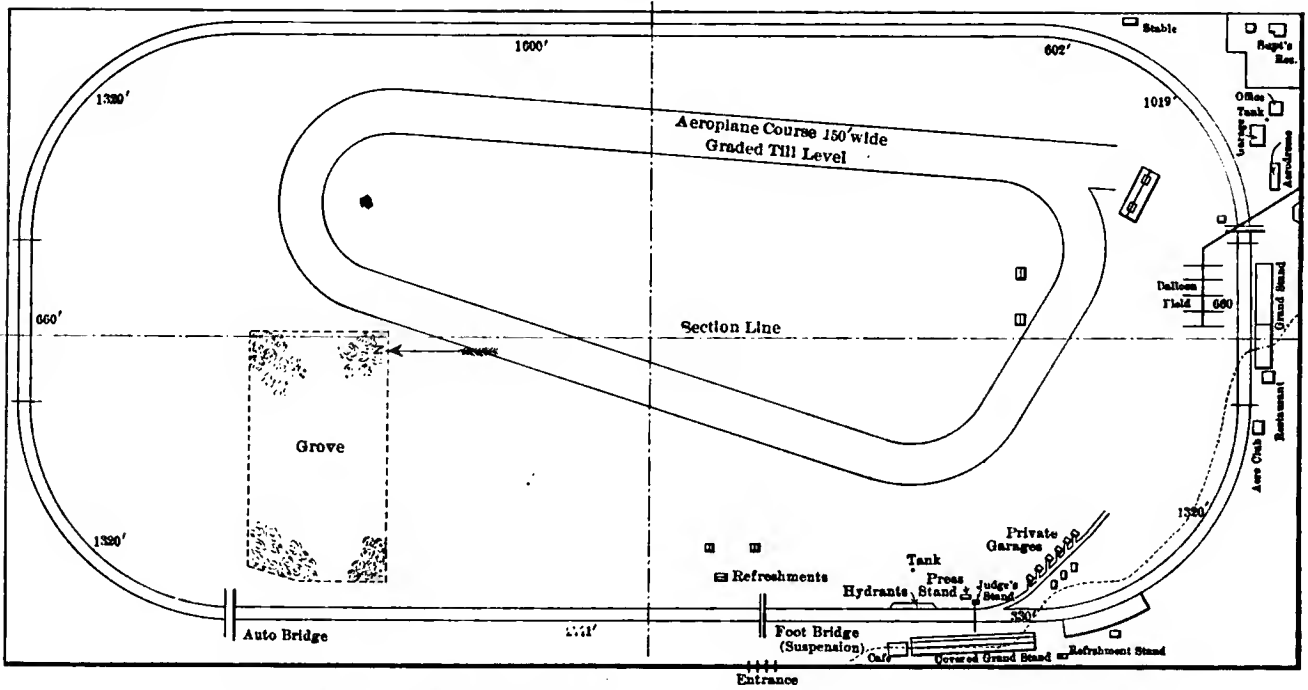 Stable
Supt's
Res.
1600'
602'
1320'
1019'
Office
Tank
Garage
Aerodrome
Aeroplane Course 150' wide
Graded Till Level
Balloon
Field
660
Grand Stand
660'
Section Line
N
Restaurant
Grove
Aero Club
1320'
1320'
Private
Garages
Tank
Refreshments
Hydrants
Press
Stand
Judge's
Stand
330'
Auto Bridge
Foot Bridge
(Suspension)
Cafe
Covered Grand Stand
Refrshment Stand
Entrance